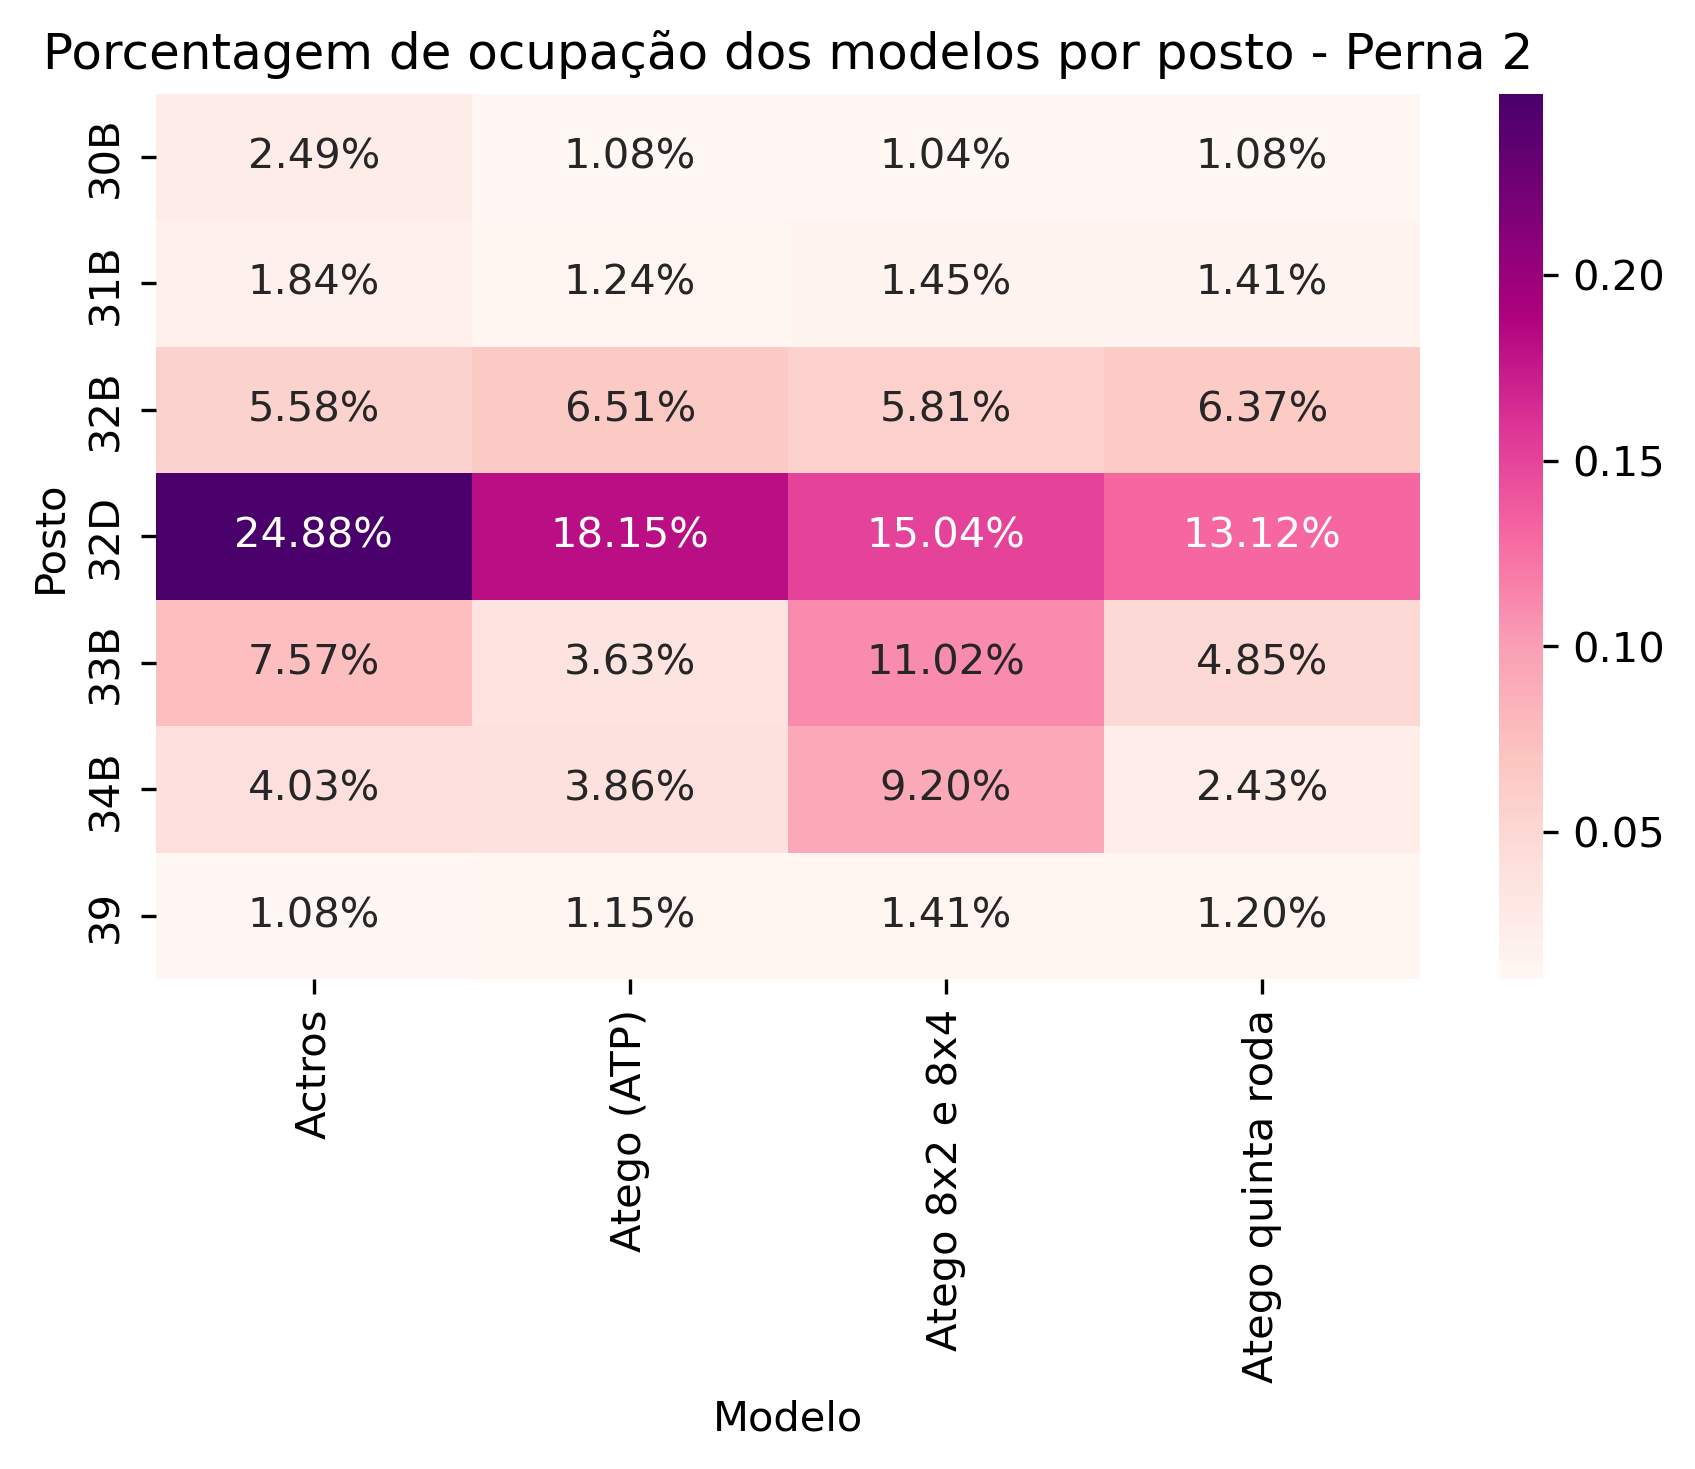 Porcentagem de ocupação dos modelos por posto - Perna 2
Posto
30B 2.49% 1.08% 1.04% 1.08%
31B 1.84% 1.24% 1.45% 1.41%
32B 5.58% 6.51% 5.81% 6.37%
32D 24.88% 18.15% 15.04% 13.12%
33B 7.57% 3.63% 11.02% 4.85%
34B 4.03% 3.86% 9.20% 2.43%
39 1.08% 1.15% 1.41% 1.20%
Actros
Atego (ATP)
Atego 8x2 e 8x4
Atego quinta roda
Modelo
0.20
0.15
0.10
0.05